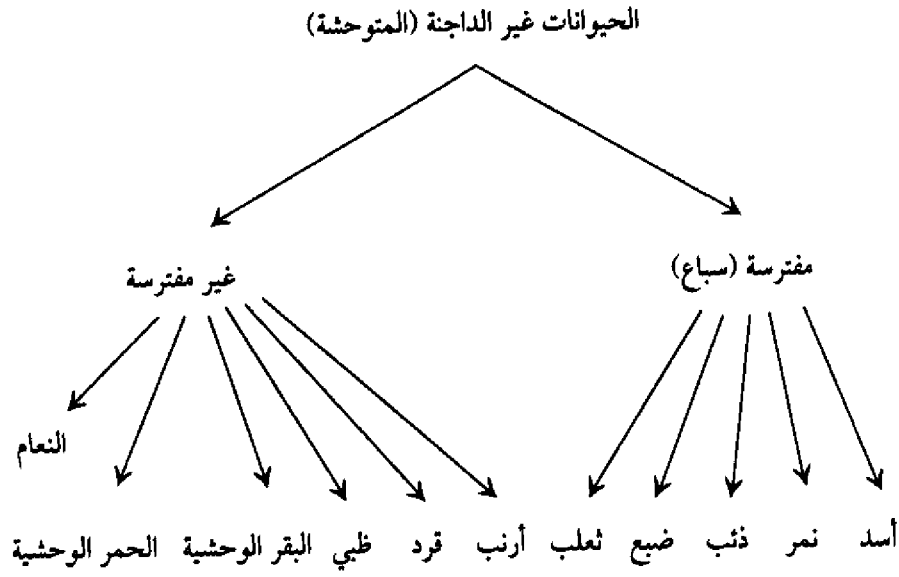 الحيوانات غير الداجنة (المتوحشة)
مفترسة (سباع)
غير مفترسة
النعام
أسد نمر ذئب ضبع ثعلب أرنب قرد ظبي البقر الوحشية الحمر الوحشية